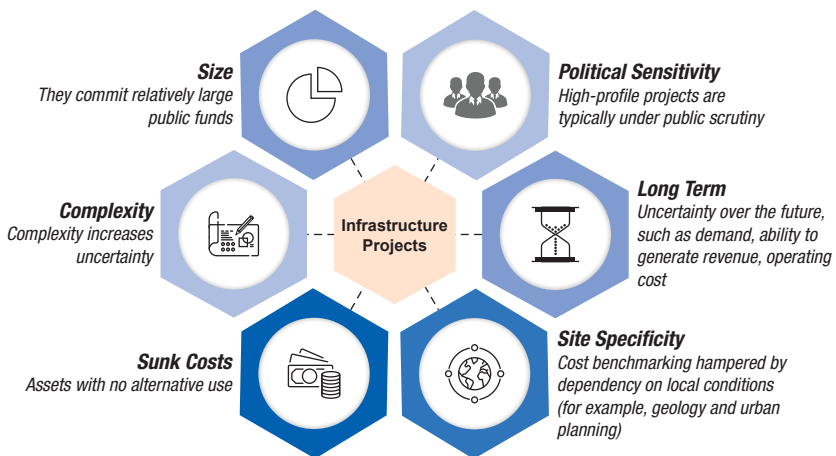 Size
They commit relatively large
public funds
Political Sensitivity
High-profile projects are
typically under public scrutiny
Complexity
Complexity increases
uncertainty
Infrastructure
Projects
Long Term
Uncertainty over the future,
such as demand, ability to
generate revenue, operating
cost
Sunk Costs
Assets with no alternative use
Site Specificity
Cost benchmarking hampered by
dependency on local conditions
(for example, geology and urban
planning)